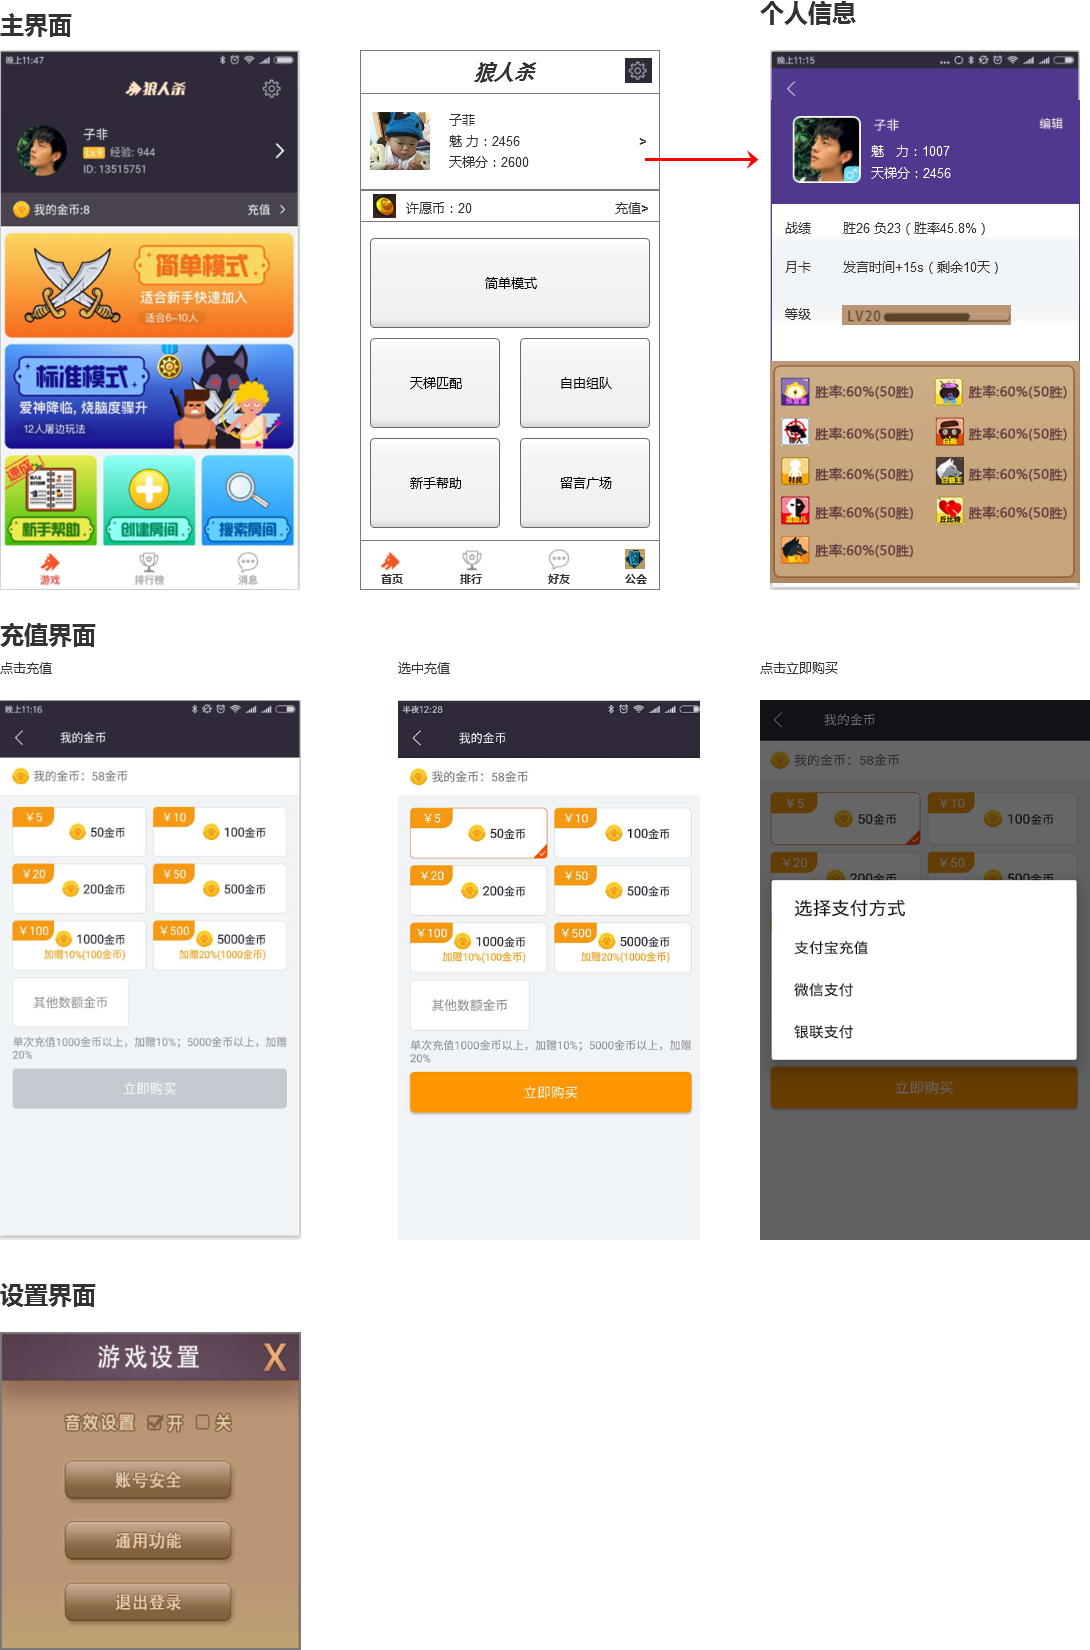 主界面
晚上11:47
狼人杀
子非
LV.9 经验: 944
ID: 13515751
我的金币:8
充值
简单模式
适合新手快速加入
适合6-10人
标准模式
爱神降临, 烧脑度骤升
12人屠边玩法
速成
新手帮助
创建房间
搜索房间
游戏
排行榜
消息
狼人杀
子非
魅 力：2456
天梯分：2600
>
许愿币：20
充值>
简单模式
天梯匹配
自由组队
新手帮助
留言广场
首页
排行
好友
公会
个人信息
晚上11:15
子非
编辑
魅 力：1007
天梯分：2456
战绩 胜26 负23（胜率45.8%）
月卡 发言时间+15s（剩余10天）
等级 LV20
预言家 胜率:60%(50胜)
胜率:60%(50胜)
猎人 胜率:60%(50胜)
白痴 胜率:60%(50胜)
村民 胜率:60%(50胜)
白狼王 胜率:60%(50胜)
胜率:60%(50胜)
丘比特 胜率:60%(50胜)
胜率:60%(50胜)
充值界面
点击充值
晚上11:16
我的金币
我的金币：58金币
￥5 50金币
￥10 100金币
￥20 200金币
￥50 500金币
￥100 1000金币
加赠10%(100金币)
￥500 5000金币
加赠20%(1000金币)
其他数额金币
单次充值1000金币以上，加赠10%；5000金币以上，加赠
20%
立即购买
选中充值
半夜12:28
我的金币
我的金币：58金币
￥5 50金币
￥10 100金币
￥20 200金币
￥50 500金币
￥100 1000金币
加赠10%(100金币)
￥500 5000金币
加赠20%(1000金币)
其他数额金币
单次充值1000金币以上，加赠10%；5000金币以上，加赠
20%
立即购买
点击立即购买
我的金币
我的金币：58金币
￥5 50金币
￥10 100金币
￥20 200金币
￥50 500金币
选择支付方式
支付宝充值
微信支付
银联支付
立即购买
设置界面
游戏设置 X
音效设置 开 关
账号安全
通用功能
退出登录